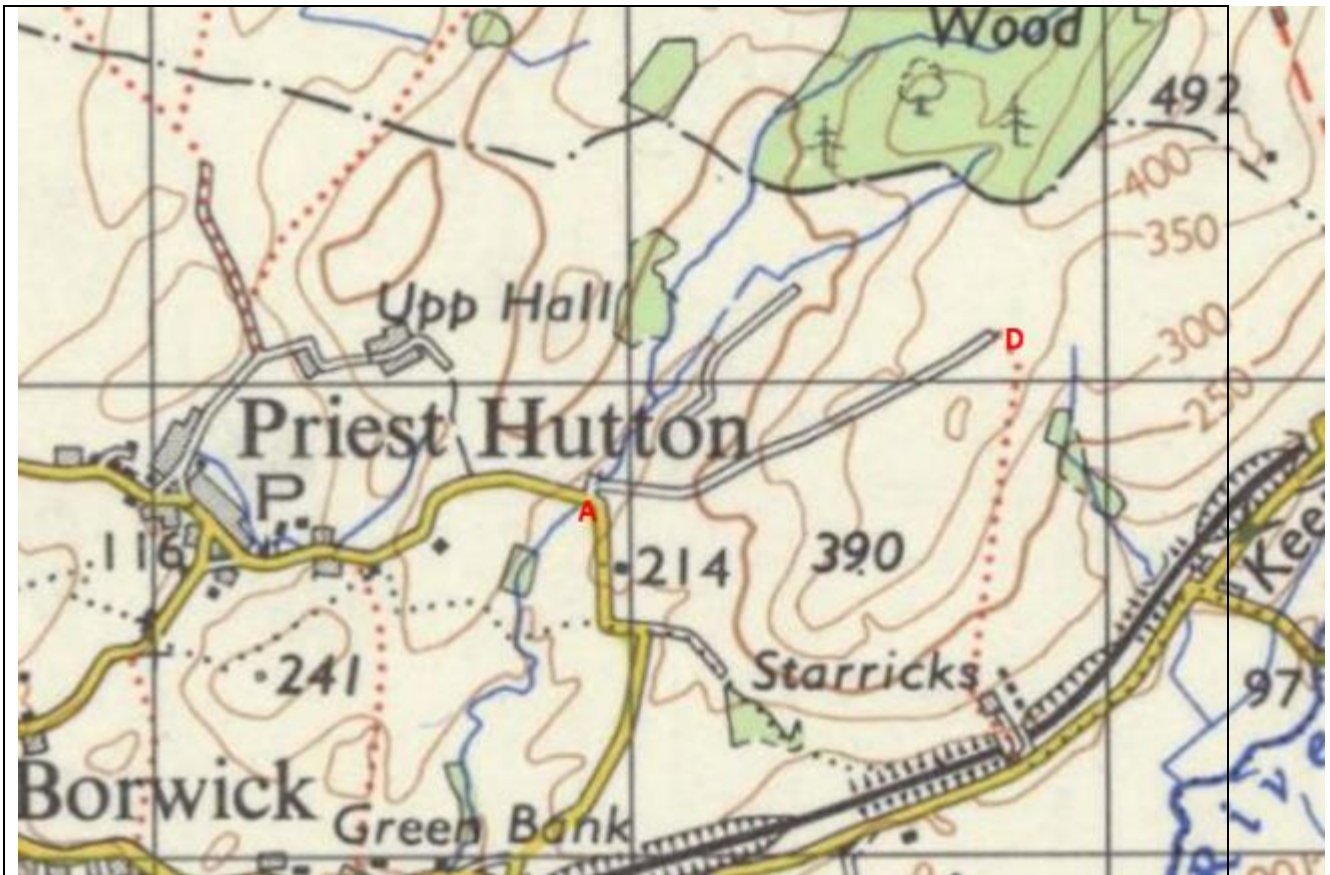 Wood
492
400
350
Upp Hall
300
D
250
Priest Hutton
P
A
116
214
390
Kee
241
Starricks
97
Borwick
Green Bank
Rive